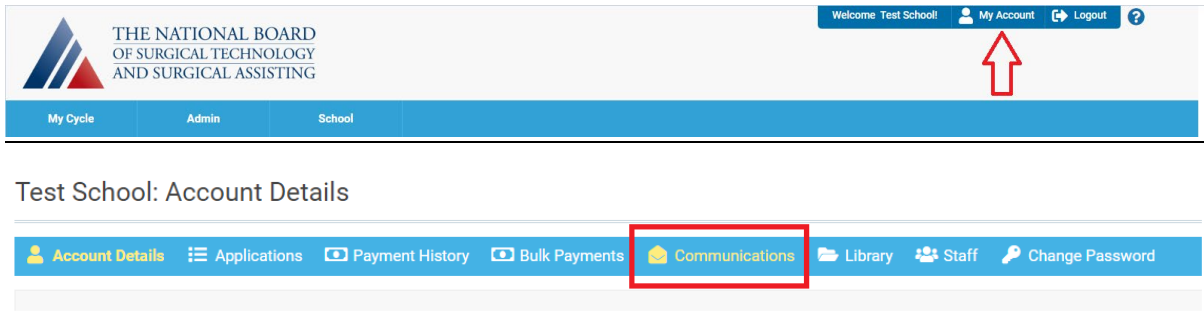 Welcome Test School! My Account Logout ?
THE NATIONAL BOARD
OF SURGICAL TECHNOLOGY
AND SURGICAL ASSISTING
My Cycle Admin School
Test School: Account Details
Account Details Applications Payment History Bulk Payments Communications Library Staff Change Password